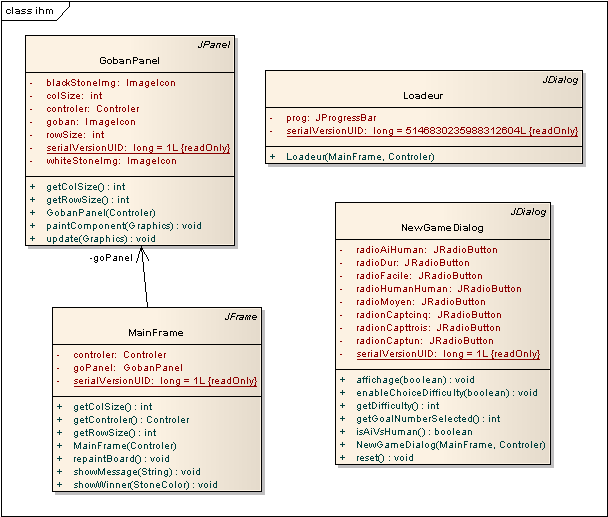 class ihm
JPanel
GobanPanel
- blackStoneImg: ImageIcon
- colSize: int
- controler: Controler
- goban: ImageIcon
- rowSize: int
- serialVersionUID: long = 1L {readOnly}
- whiteStoneImg: ImageIcon
+ getColSize() : int
+ getRowSize() : int
+ GobanPanel(Controler)
+ paintComponent(Graphics) : void
+ update(Graphics) : void
JDialog
Loadeur
- prog: JProgressBar
- serialVersionUID: long = 5146830235988312604L {readOnly}
+ Loadeur(MainFrame, Controler)
-goPanel
JFrame
MainFrame
- controler: Controler
- goPanel: GobanPanel
- serialVersionUID: long = 1L {readOnly}
+ getColSize() : int
+ getControler() : Controler
+ getRowSize() : int
+ MainFrame(Controler)
+ repaintBoard() : void
+ showMessage(String) : void
+ showWinner(StoneColor) : void
JDialog
NewGameDialog
- radioAiHuman: JRadioButton
- radioDur: JRadioButton
- radioFacile: JRadioButton
- radioHumanHuman: JRadioButton
- radioMoyen: JRadioButton
- radionCaptcinq: JRadioButton
- radionCapttrois: JRadioButton
- radionCaptun: JRadioButton
- serialVersionUID: long = 1L {readOnly}
+ affichage(boolean) : void
+ enableChoiceDifficulty(boolean) : void
+ getDifficulty() : int
+ getGoalNumberSelected() : int
+ isAiVsHuman() : boolean
+ NewGameDialog(MainFrame, Controler)
+ reset() : void